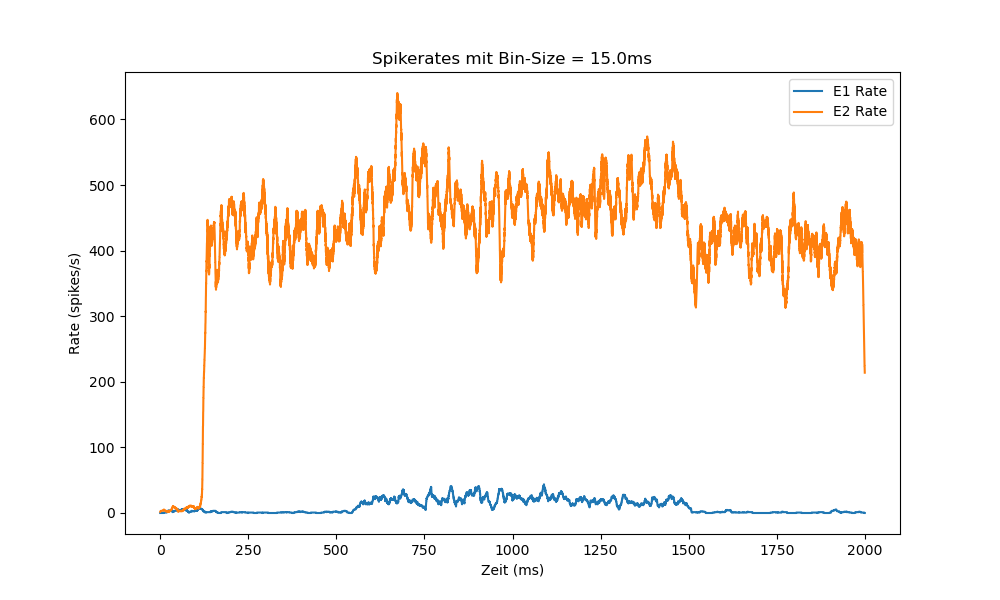 Spikerates mit Bin-Size = 15.0ms
E1 Rate
E2 Rate
Rate (spikes/s)
600
500
400
300
200
100
0
0 250 500 750 1000 1250 1500 1750 2000
Zeit (ms)